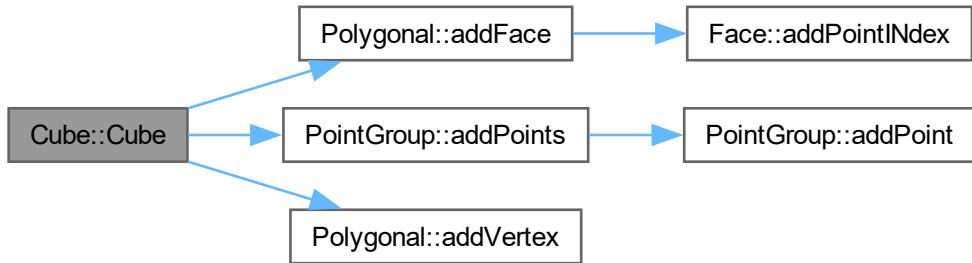 Polygonal::addFace
Face::addPointINdex
Cube::Cube
PointGroup::addPoints
PointGroup::addPoint
Polygonal::addVertex